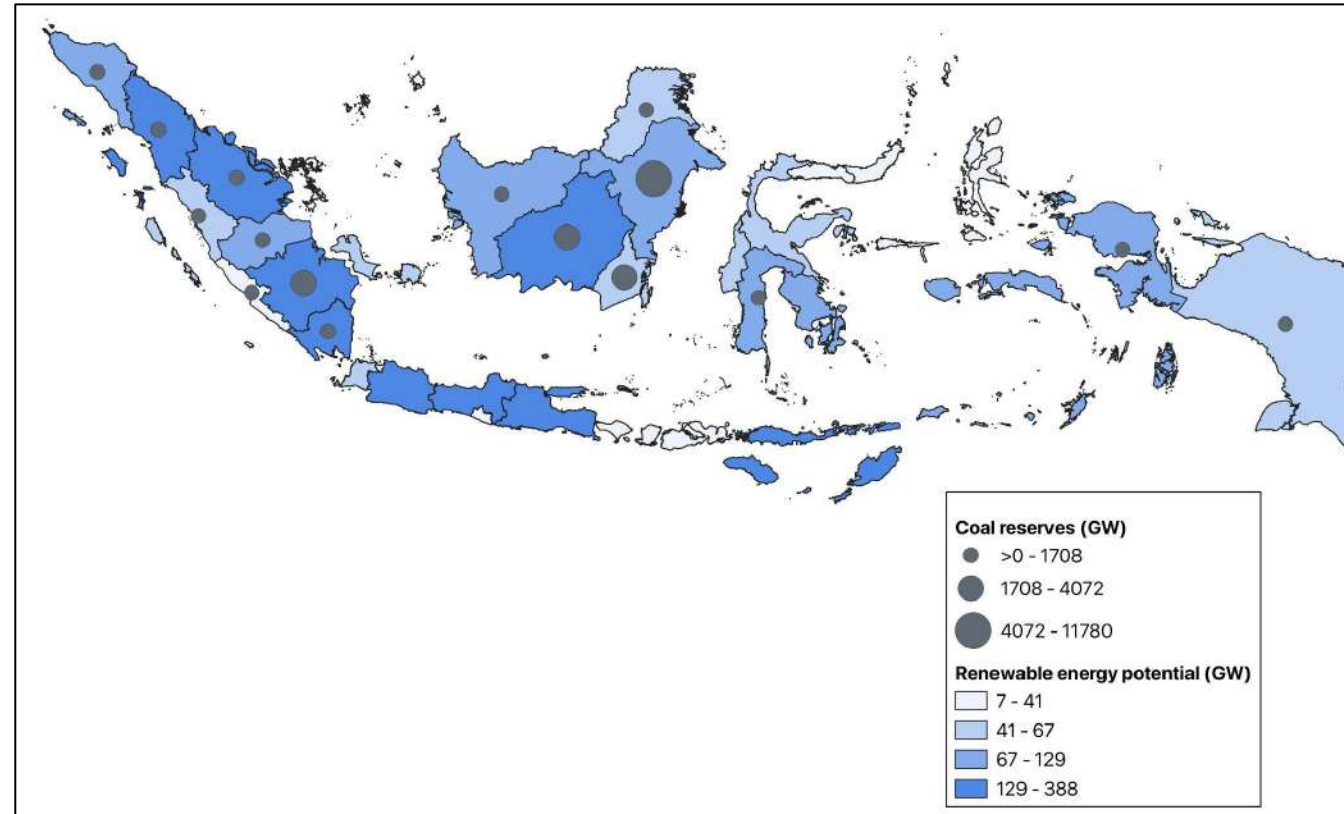 Coal reserves (GW)
>0 - 1708
1708 - 4072
4072 - 11780
Renewable energy potential (GW)
7 - 41
41 - 67
67 - 129
129 - 388